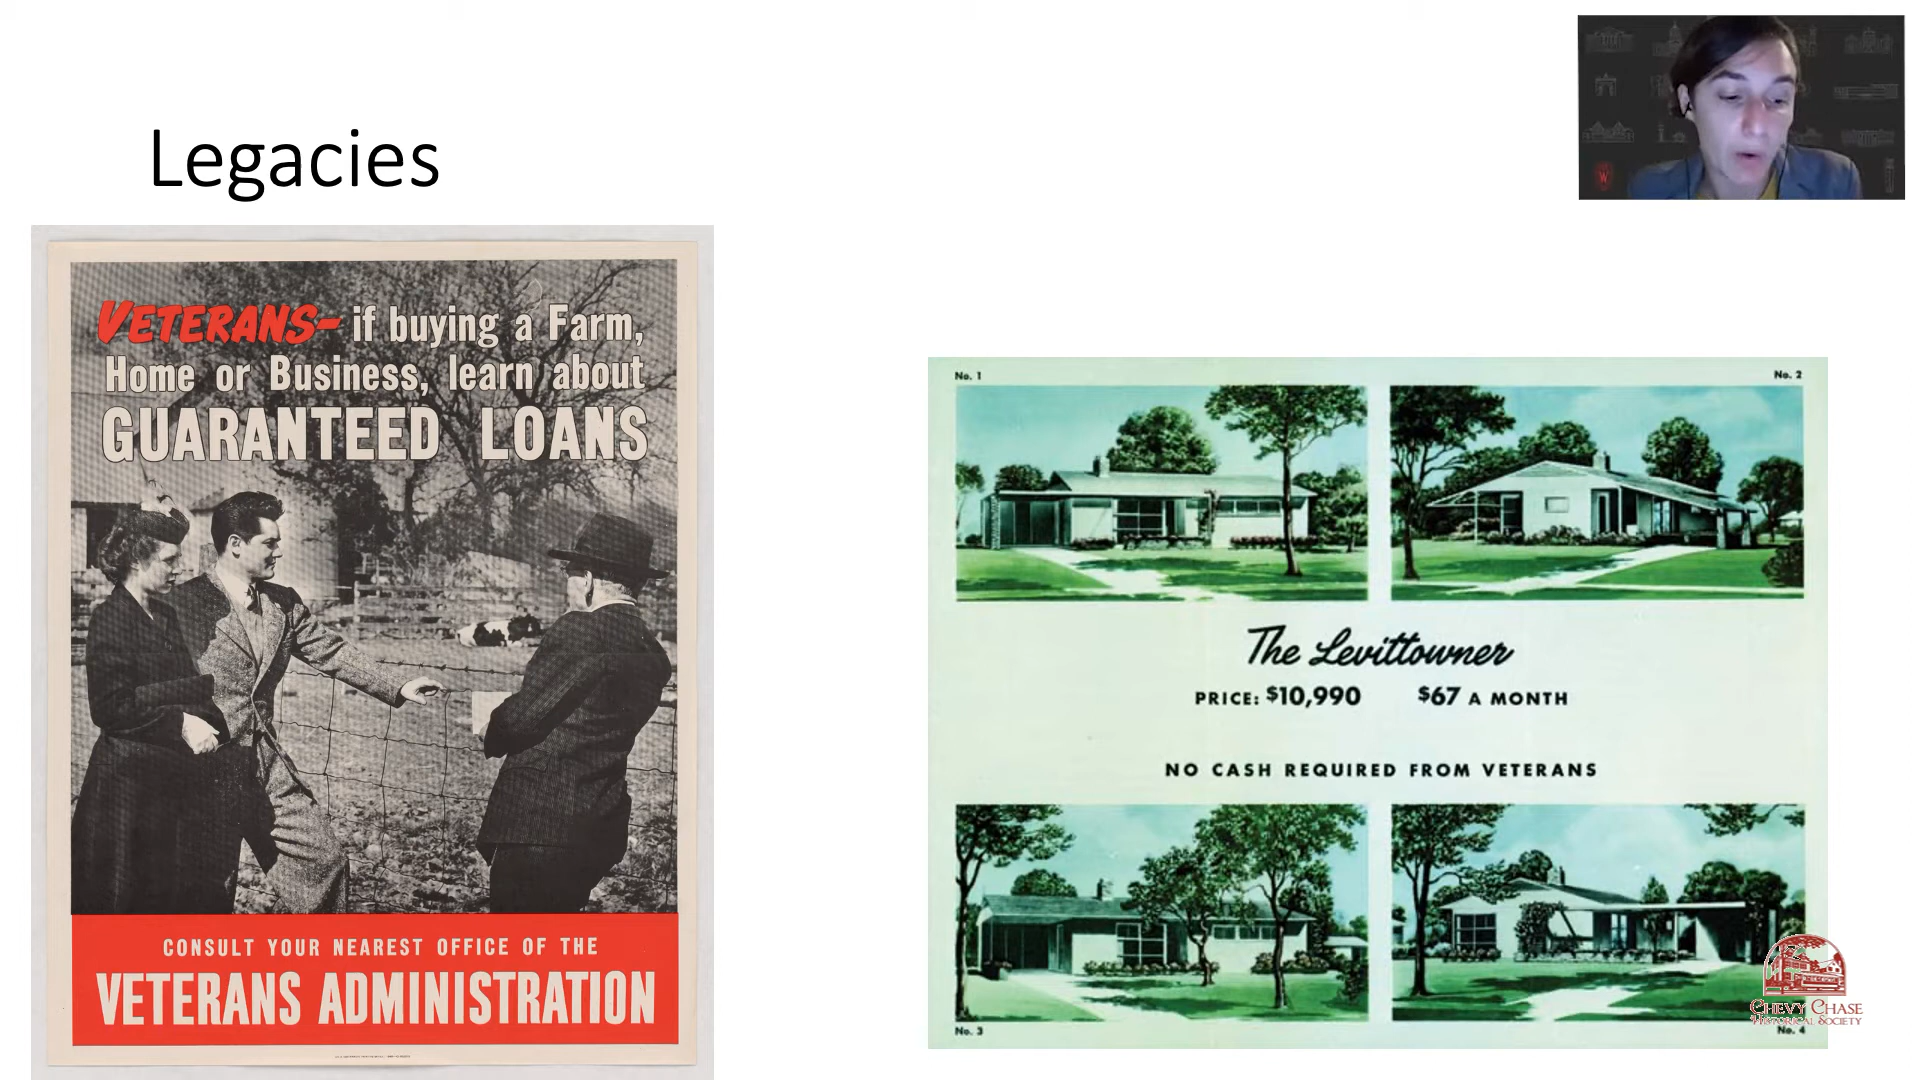 Legacies
VETERANS- if buying a Farm,
Home or Business, learn about
GUARANTEED LOANS
CONSULT YOUR NEAREST OFFICE OF THE
VETERANS ADMINISTRATION
W
No. 1
No. 2
The Levittowner
PRICE: $10,990 $67 A MONTH
NO CASH REQUIRED FROM VETERANS
No. 3
No. 4
CHEVY CHASE
HISTORICAL SOCIETY